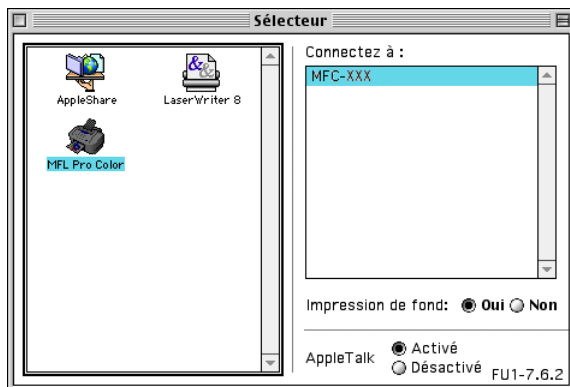 Sélecteur
AppleShare
LaserWriter 8
MFL Pro Color
Connectez à :
MFC-XXX
Impression de fond: Oui Non
AppleTalk Activé
Désactivé
FU1-7.6.2